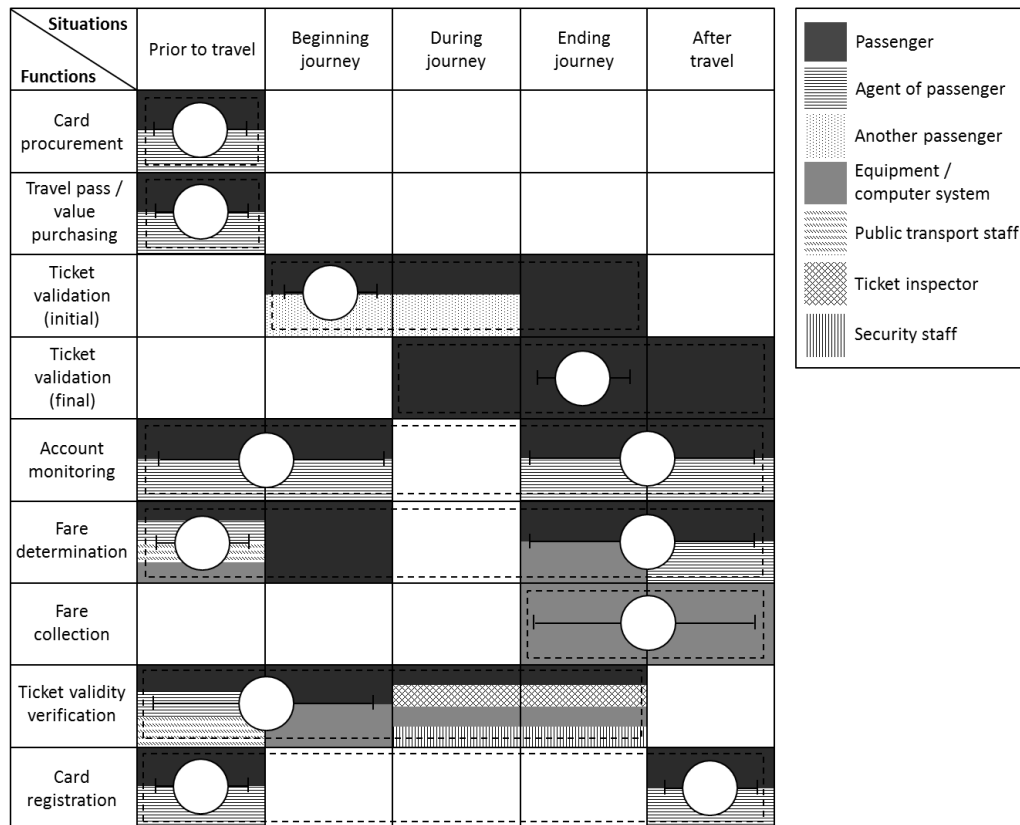 Situations
Functions
Prior to travel
Beginning
journey
During
journey
Ending
journey
After
travel
Card
procurement
Travel pass /
value
purchasing
Ticket
validation
(initial)
Ticket
validation
(final)
Account
monitoring
Fare
determination
Fare
collection
Ticket validity
verification
Card
registration
Passenger
Agent of passenger
Another passenger
Equipment /
computer system
Public transport staff
Ticket inspector
Security staff